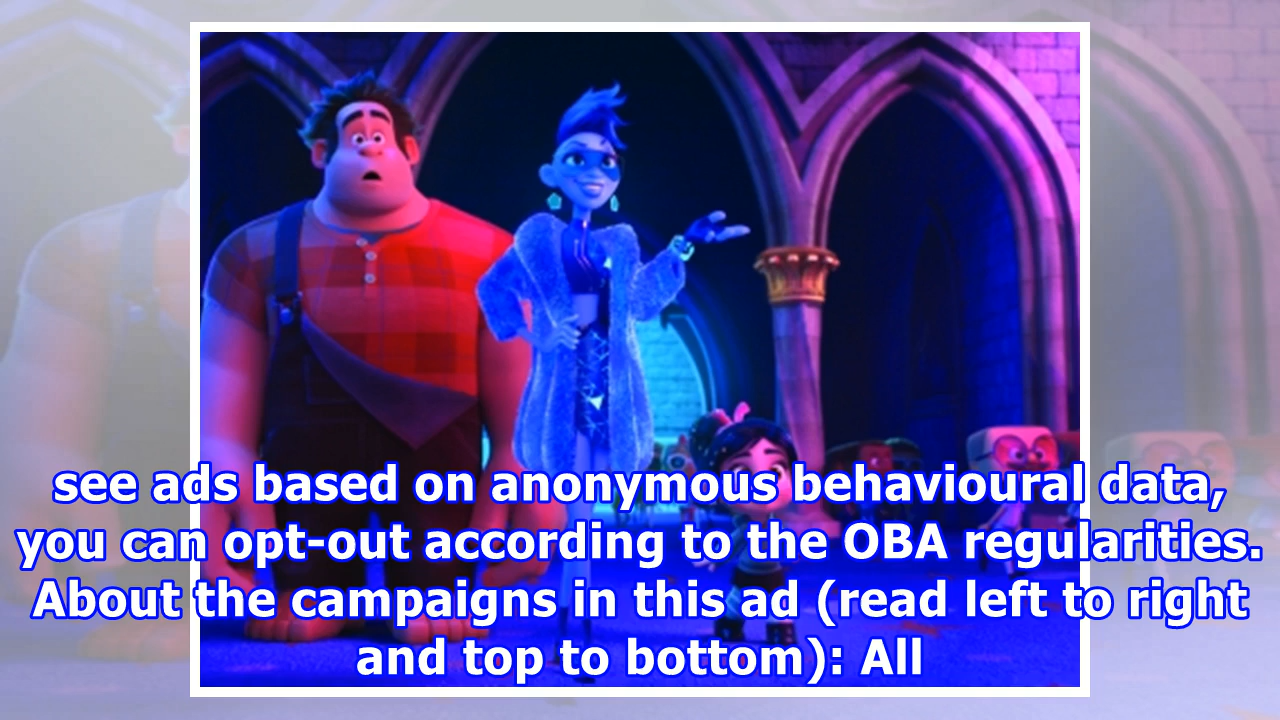 see ads based on anonymous behavioural data,
you can opt-out according to the OBA regularities.
About the campaigns in this ad (read left to right
and top to bottom): All